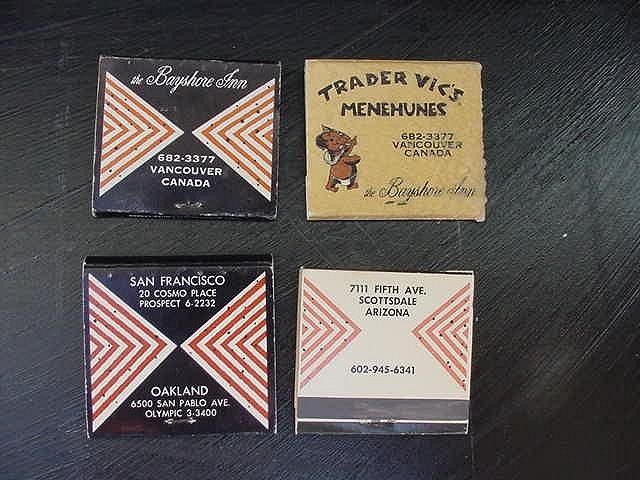 the Bayshore Inn
682-3377
VANCOUVER
CANADA
TRADER VIC'S
MENEHUNES
682-3377
VANCOUVER
CANADA
the Bayshore Inn
SAN FRANCISCO
20 COSMO PLACE
PROSPECT 6-2232
OAKLAND
6500 SAN PABLO AVE.
OLYMPIC 3-3400
7111 FIFTH AVE.
SCOTTSDALE
ARIZONA
602-945-6341